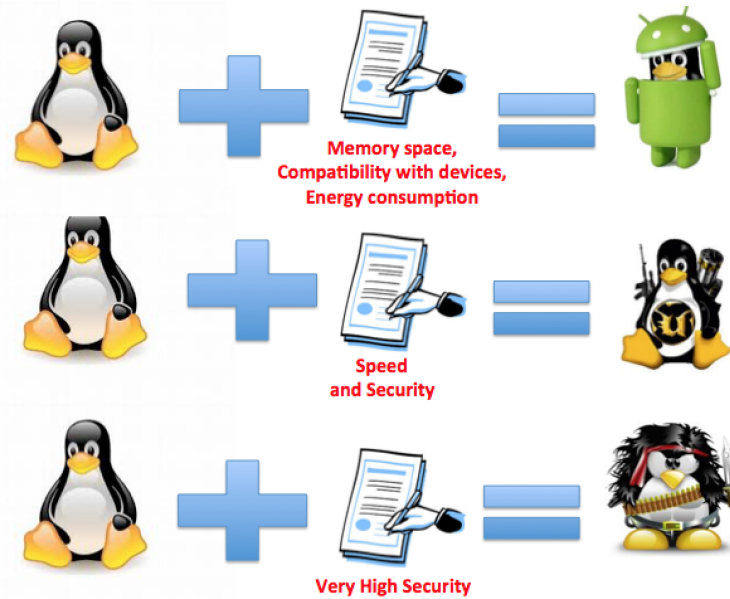 Memory space,
Compatibility with devices,
Energy consumption
Speed
and Security
Very High Security